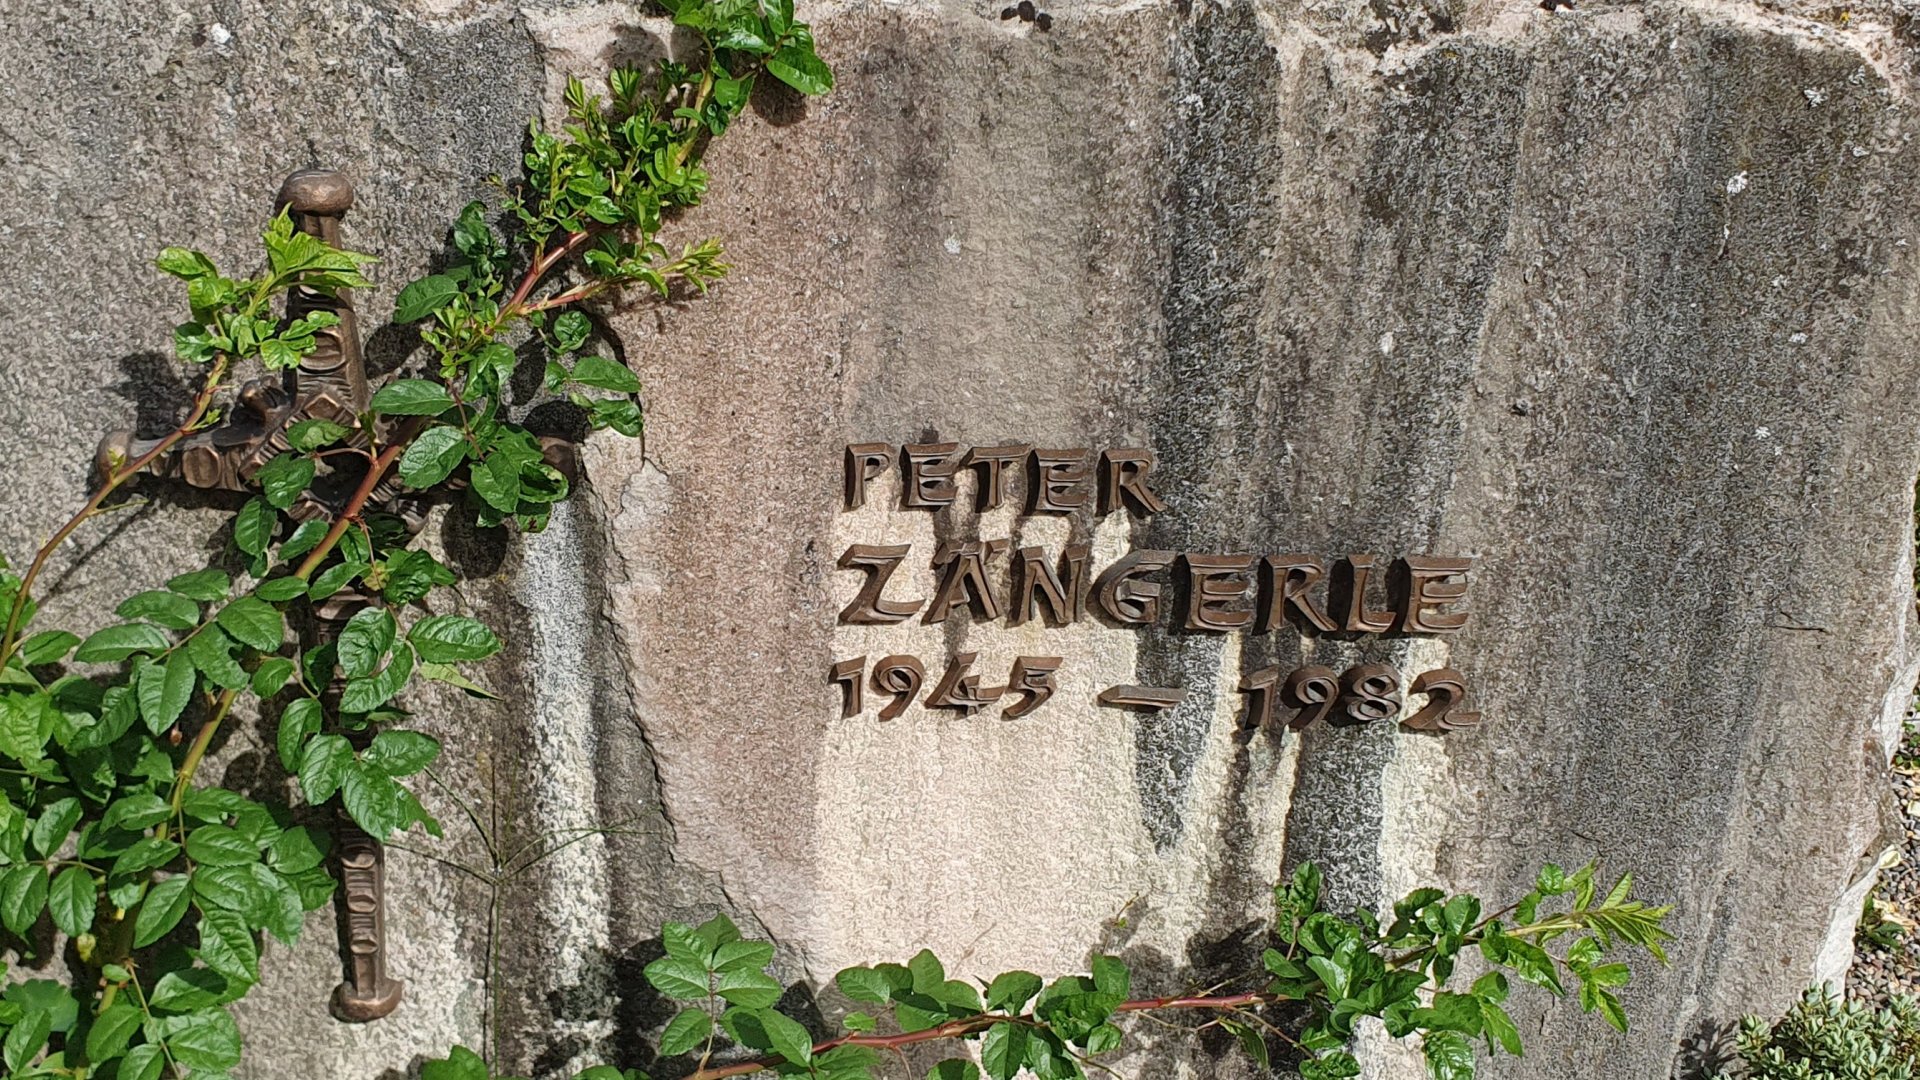 PETER
ZÄNGERLE
1945 – 1982